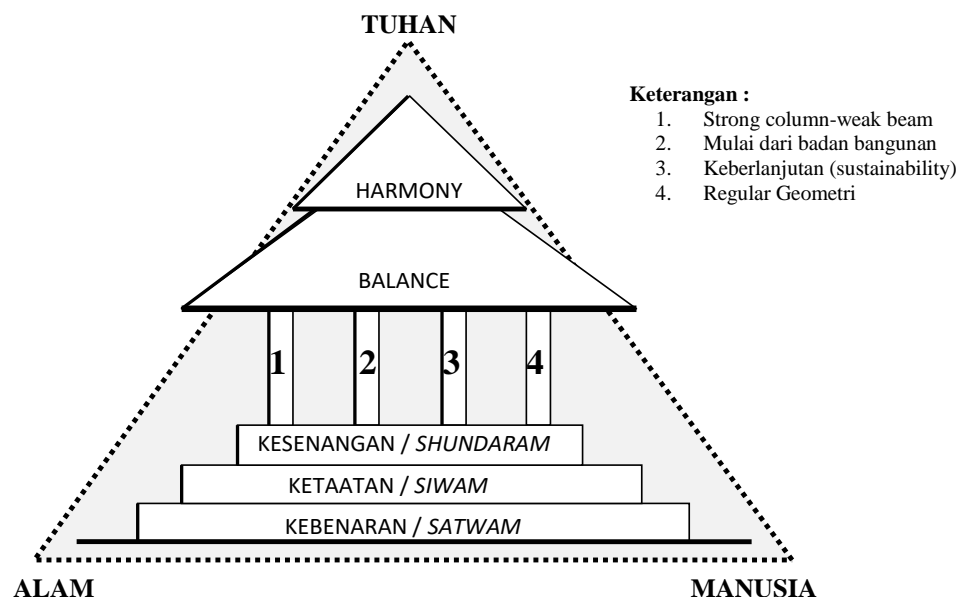 TUHAN
Keterangan :
1. Strong column-weak beam
2. Mulai dari badan bangunan
3. Keberlanjutan (sustainability)
4. Regular Geometri
HARMONY
BALANCE
1 2 3 4
KESENANGAN / SHUNDARAM
KETAATAN / SIWAM
KEBENARAN / SATWAM
ALAM
MANUSIA